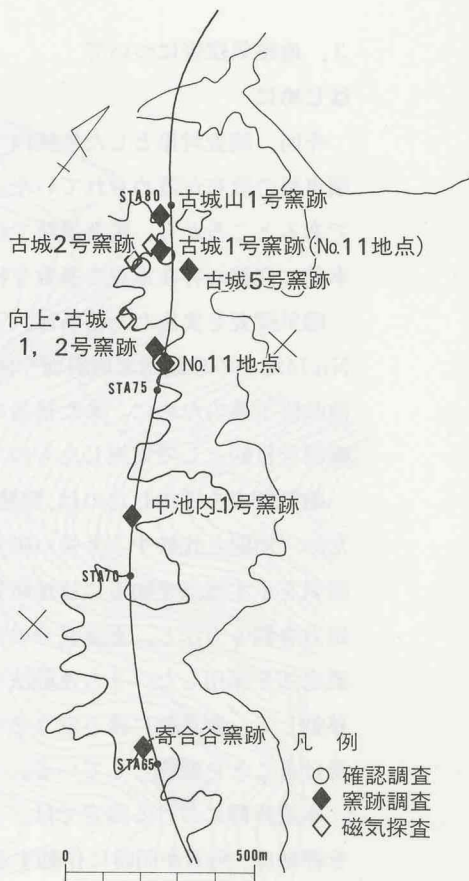 STA80
古城山1号窯跡
古城2号窯跡
古城1号窯跡(No.11地点)
古城5号窯跡
向上・古城
1，2号窯跡
No.11地点
STA75
中池内1号窯跡
STA70
寄合谷窯跡
STA65
凡 例
確認調査
窯跡調査
磁気探査
0 500m